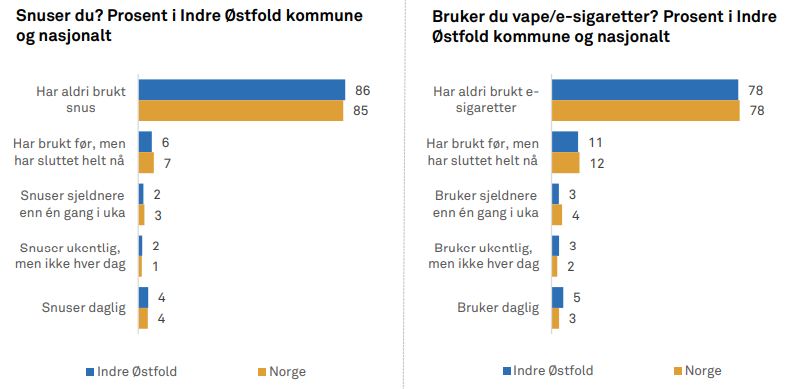 Snuser du? Prosent i Indre Østfold kommune
og nasjonalt
Har aldri brukt
snus
86
85
Har brukt før, men
har sluttet helt nå
6
7
Snuser sjeldnere
enn én gang i uka
2
3
Snuser ukentlig,
men ikke hver dag
2
1
Snuser daglig
4
4
Indre Østfold
Norge
Bruker du vape/e-sigaretter? Prosent i Indre
Østfold kommune og nasjonalt
Har aldri brukt e-
sigaretter
78
78
Har brukt før, men
har sluttet helt nå
11
12
Bruker sjeldnere
enn én gang i uka
3
4
Bruker ukentlig,
men ikke hver dag
3
2
Bruker daglig
5
3
Indre Østfold
Norge